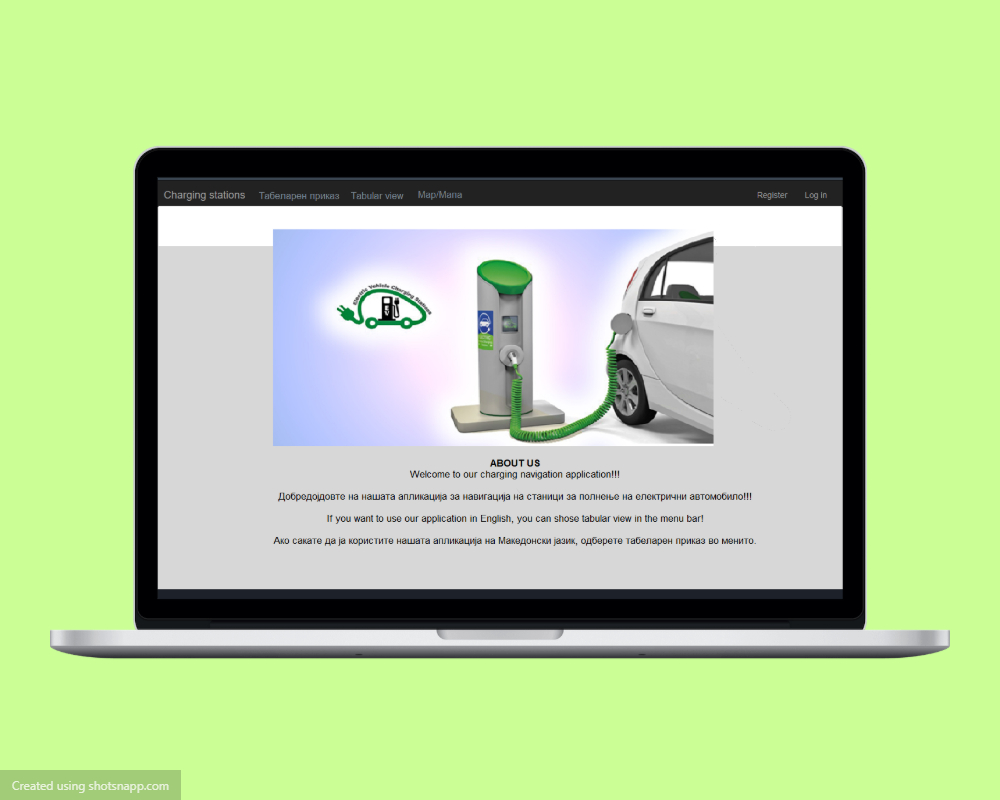 Charging stations Табеларен приказ Tabular view Map/Мапа Register Log in
Electric Vehicle Charging Stations
ABOUT US
Welcome to our charging navigation application!!!
Добредојдовте на нашата апликација за навигација на станици за полнење на електрични автомобило!!!
If you want to use our application in English, you can shose tabular view in the menu bar!
Ако сакате да ја користите нашата апликација на Македонски јазик, одберете табеларен приказ во менито.
Created using shotsnapp.com